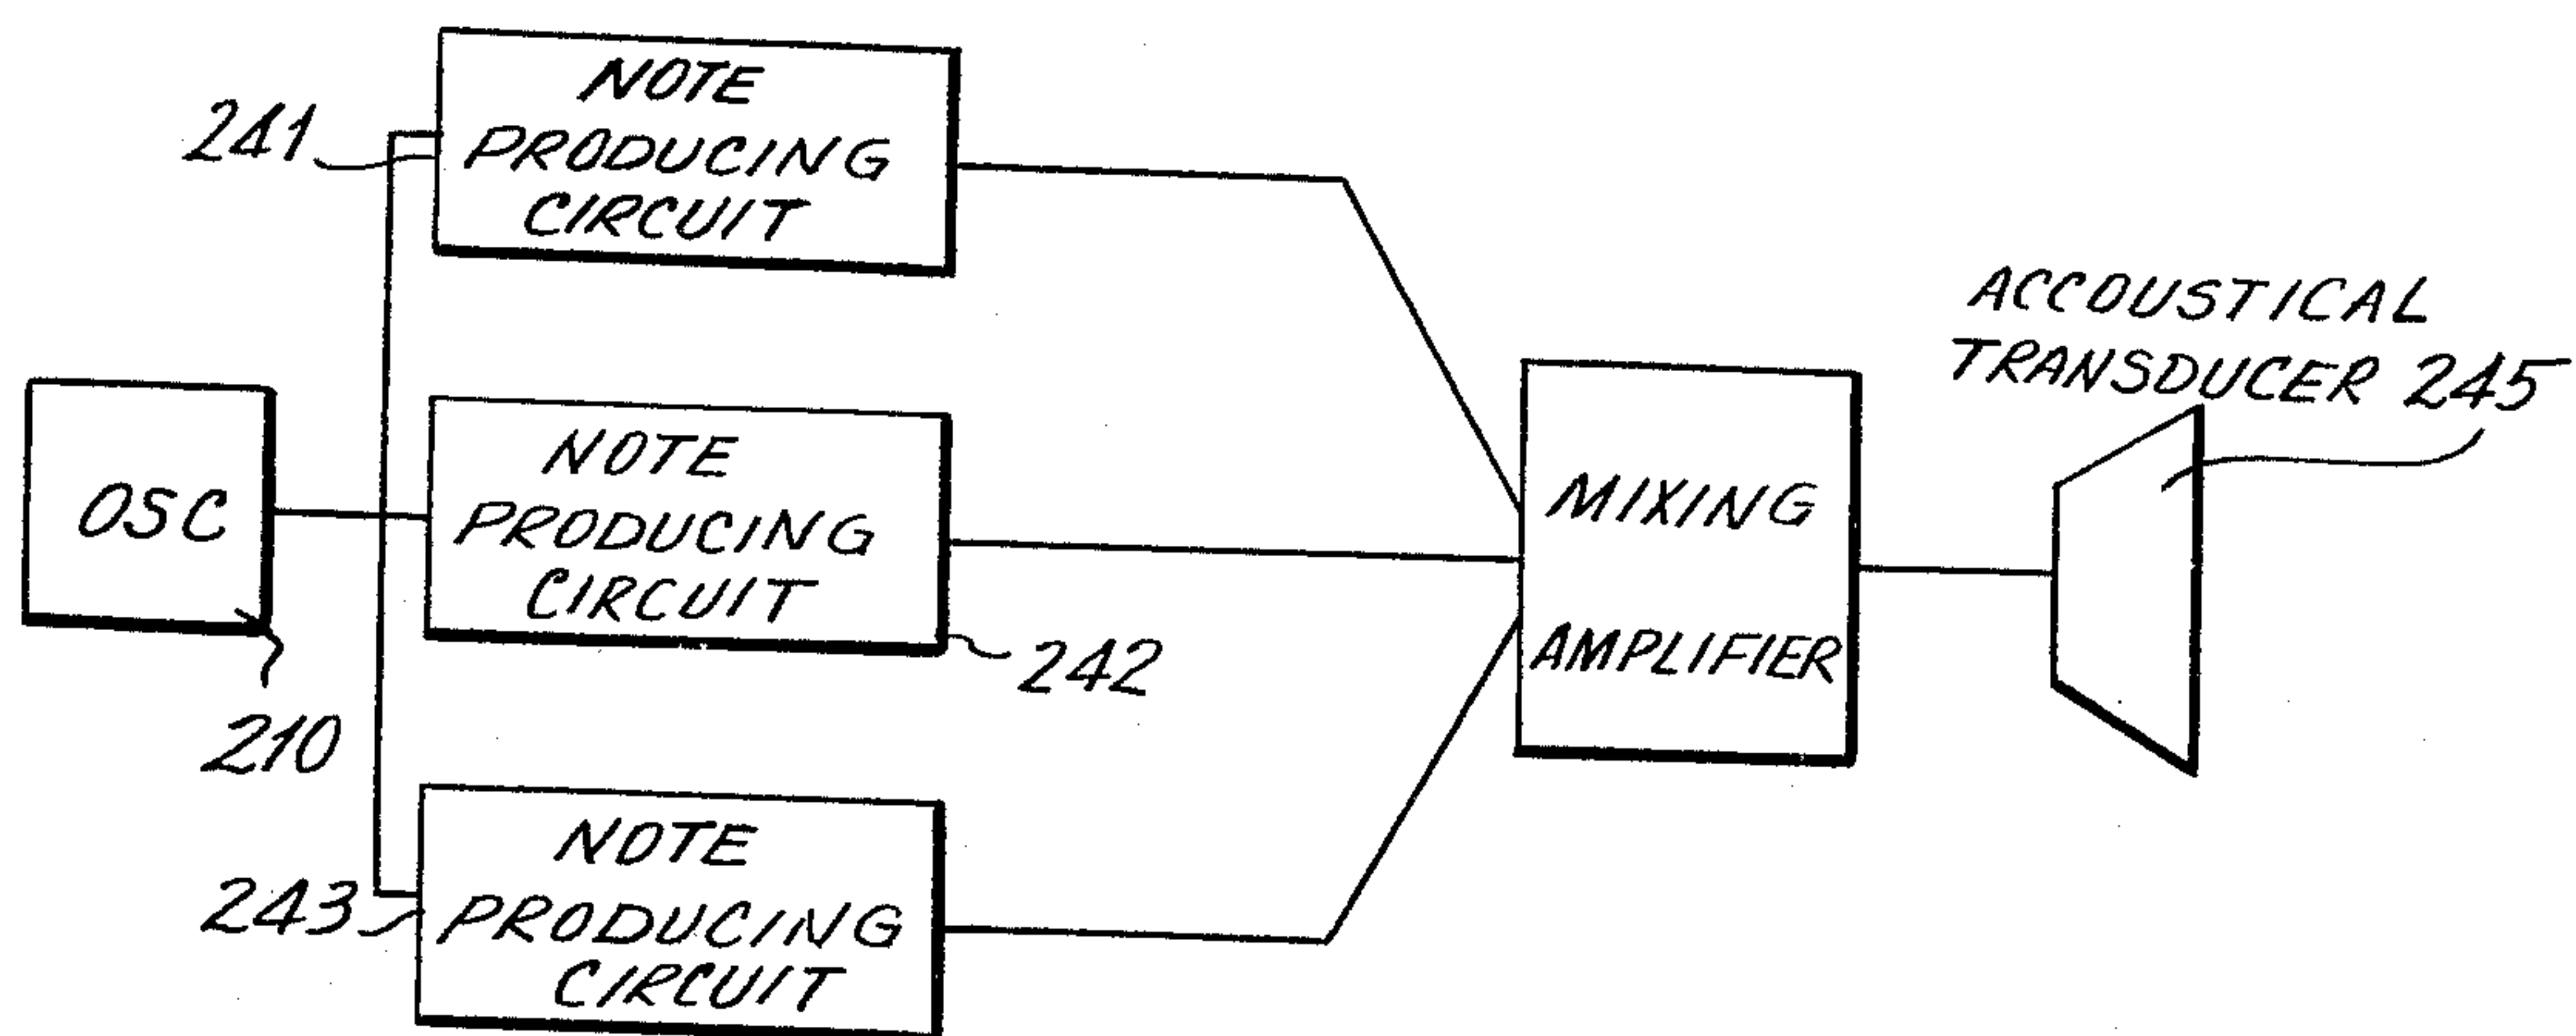 NOTE
PRODUCING
CIRCUIT
241
OSC
210
NOTE
PRODUCING
CIRCUIT
242
NOTE
PRODUCING
CIRCUIT
243
MIXING
AMPLIFIER
ACCOUSTICAL
TRANSDUCER 245